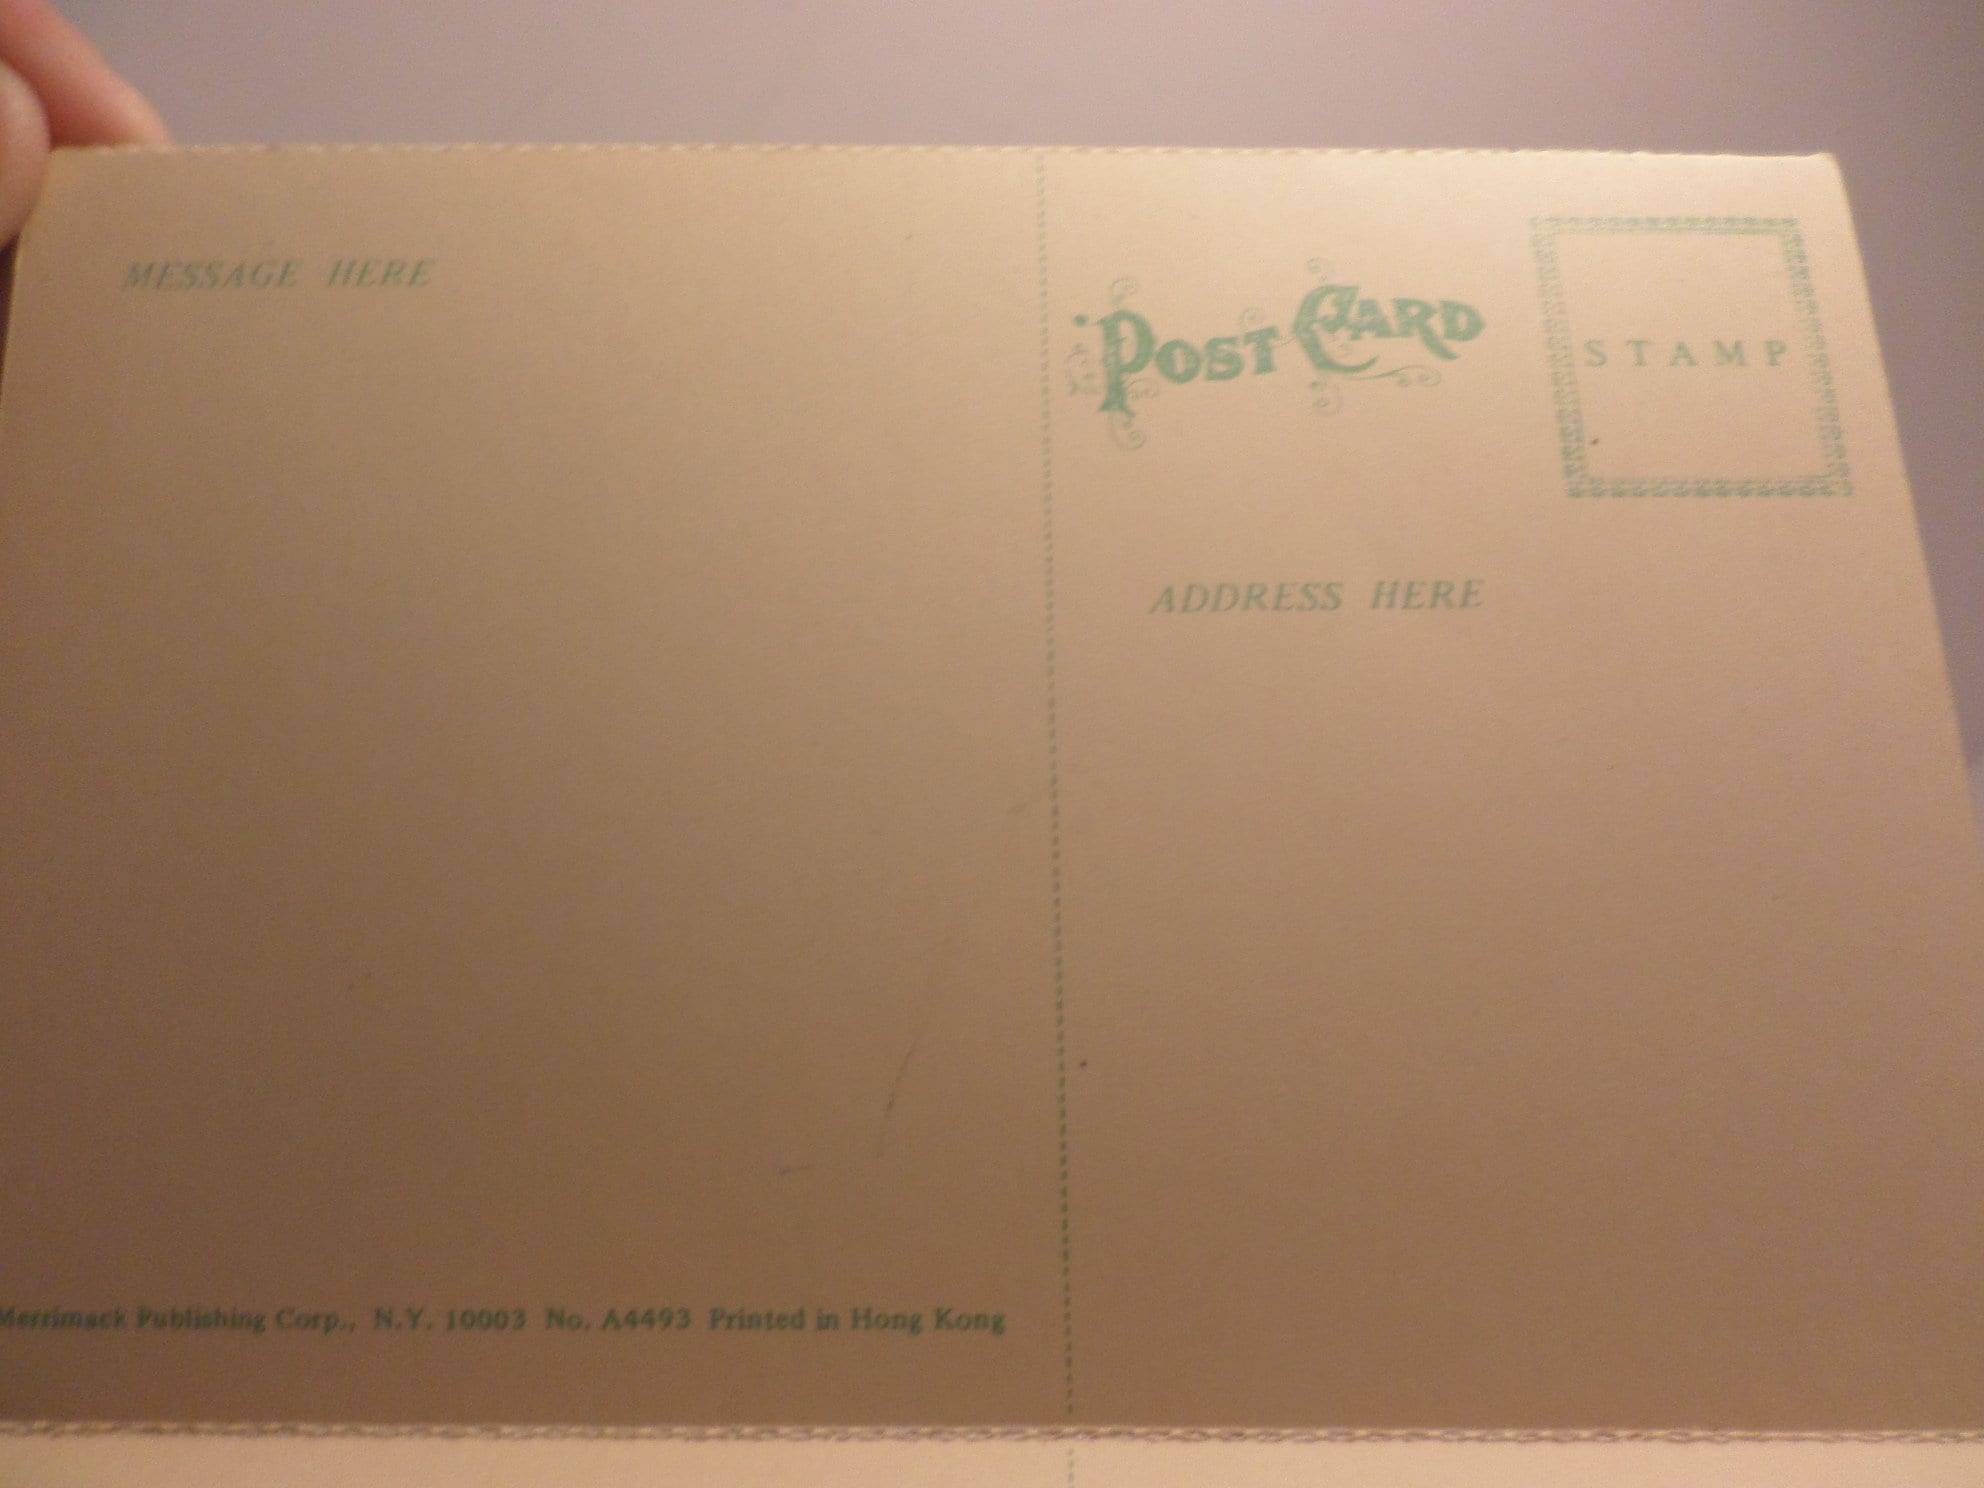 MESSAGE HERE
POST CARD
STAMP
ADDRESS HERE
Merrimack Publishing Corp., N.Y. 10003 No. A4493 Printed in Hong Kong